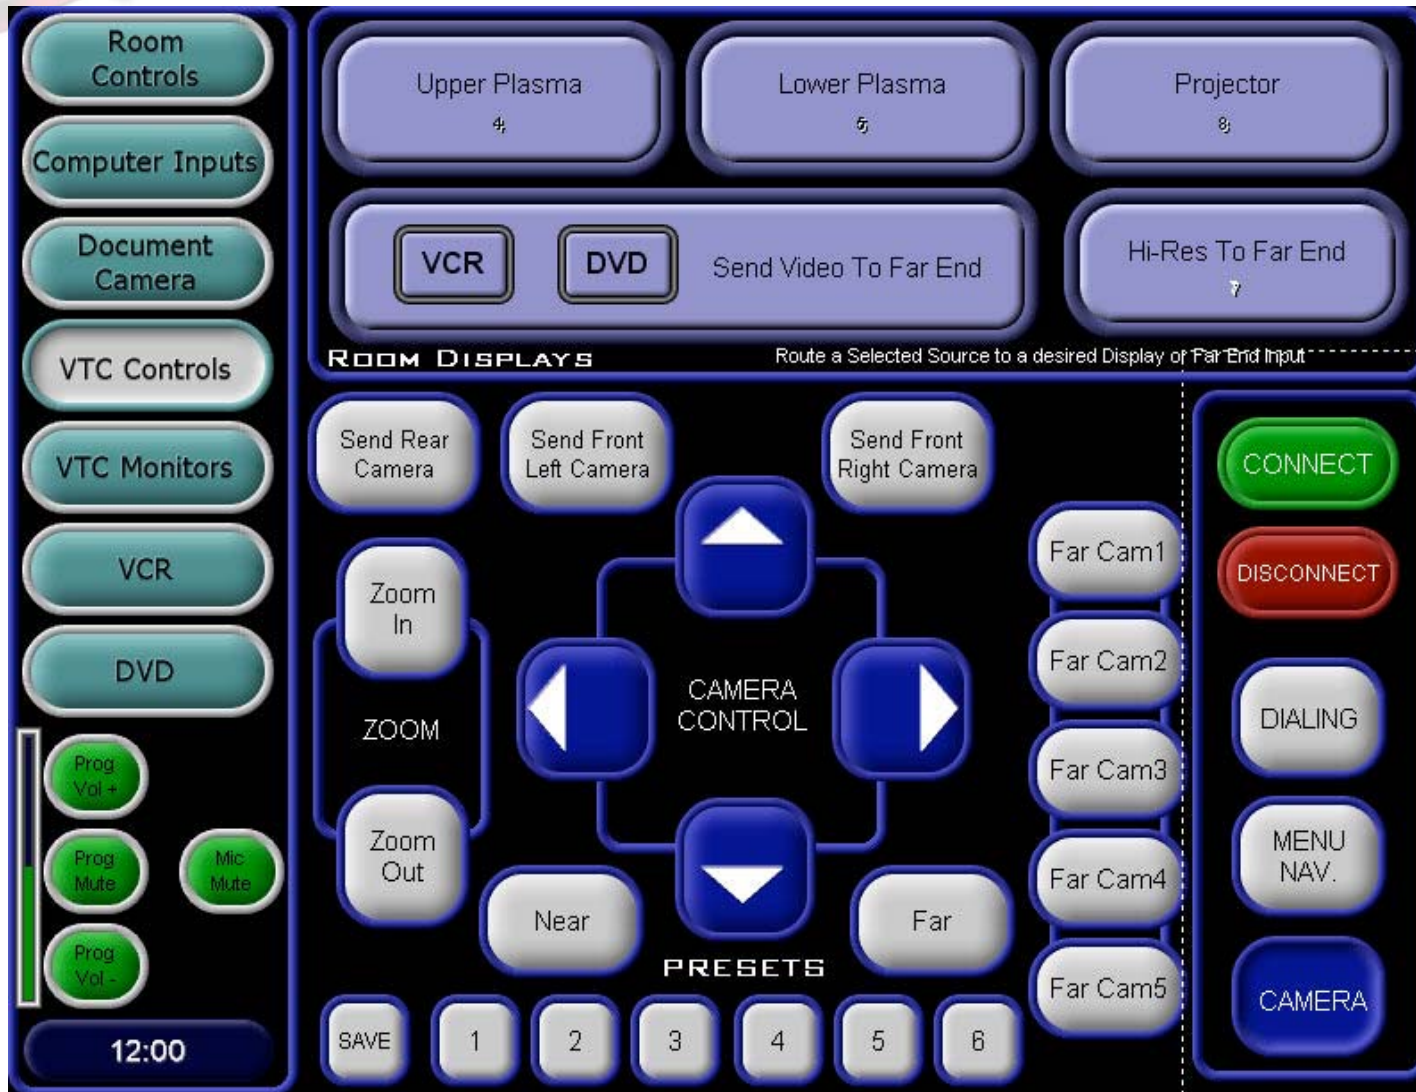 Room
Controls
Computer Inputs
Document
Camera
VTC Controls
VTC Monitors
VCR
DVD
Prog
Vol +
Prog
Mute
Mic
Mute
Prog
Vol -
12:00
Upper Plasma
Lower Plasma
Projector
8
VCR
DVD
Send Video To Far End
Hi-Res To Far End
7
ROOM DISPLAYS
Route a Selected Source to a desired Display or Far End Input
Send Rear
Camera
Send Front
Left Camera
Send Front
Right Camera
Zoom
In
ZOOM
Zoom
Out
CAMERA
CONTROL
Near
Far
Far Cam1
Far Cam2
Far Cam3
Far Cam4
Far Cam5
PRESETS
SAVE
1
2
3
4
5
6
CONNECT
DISCONNECT
DIALING
MENU
NAV.
CAMERA